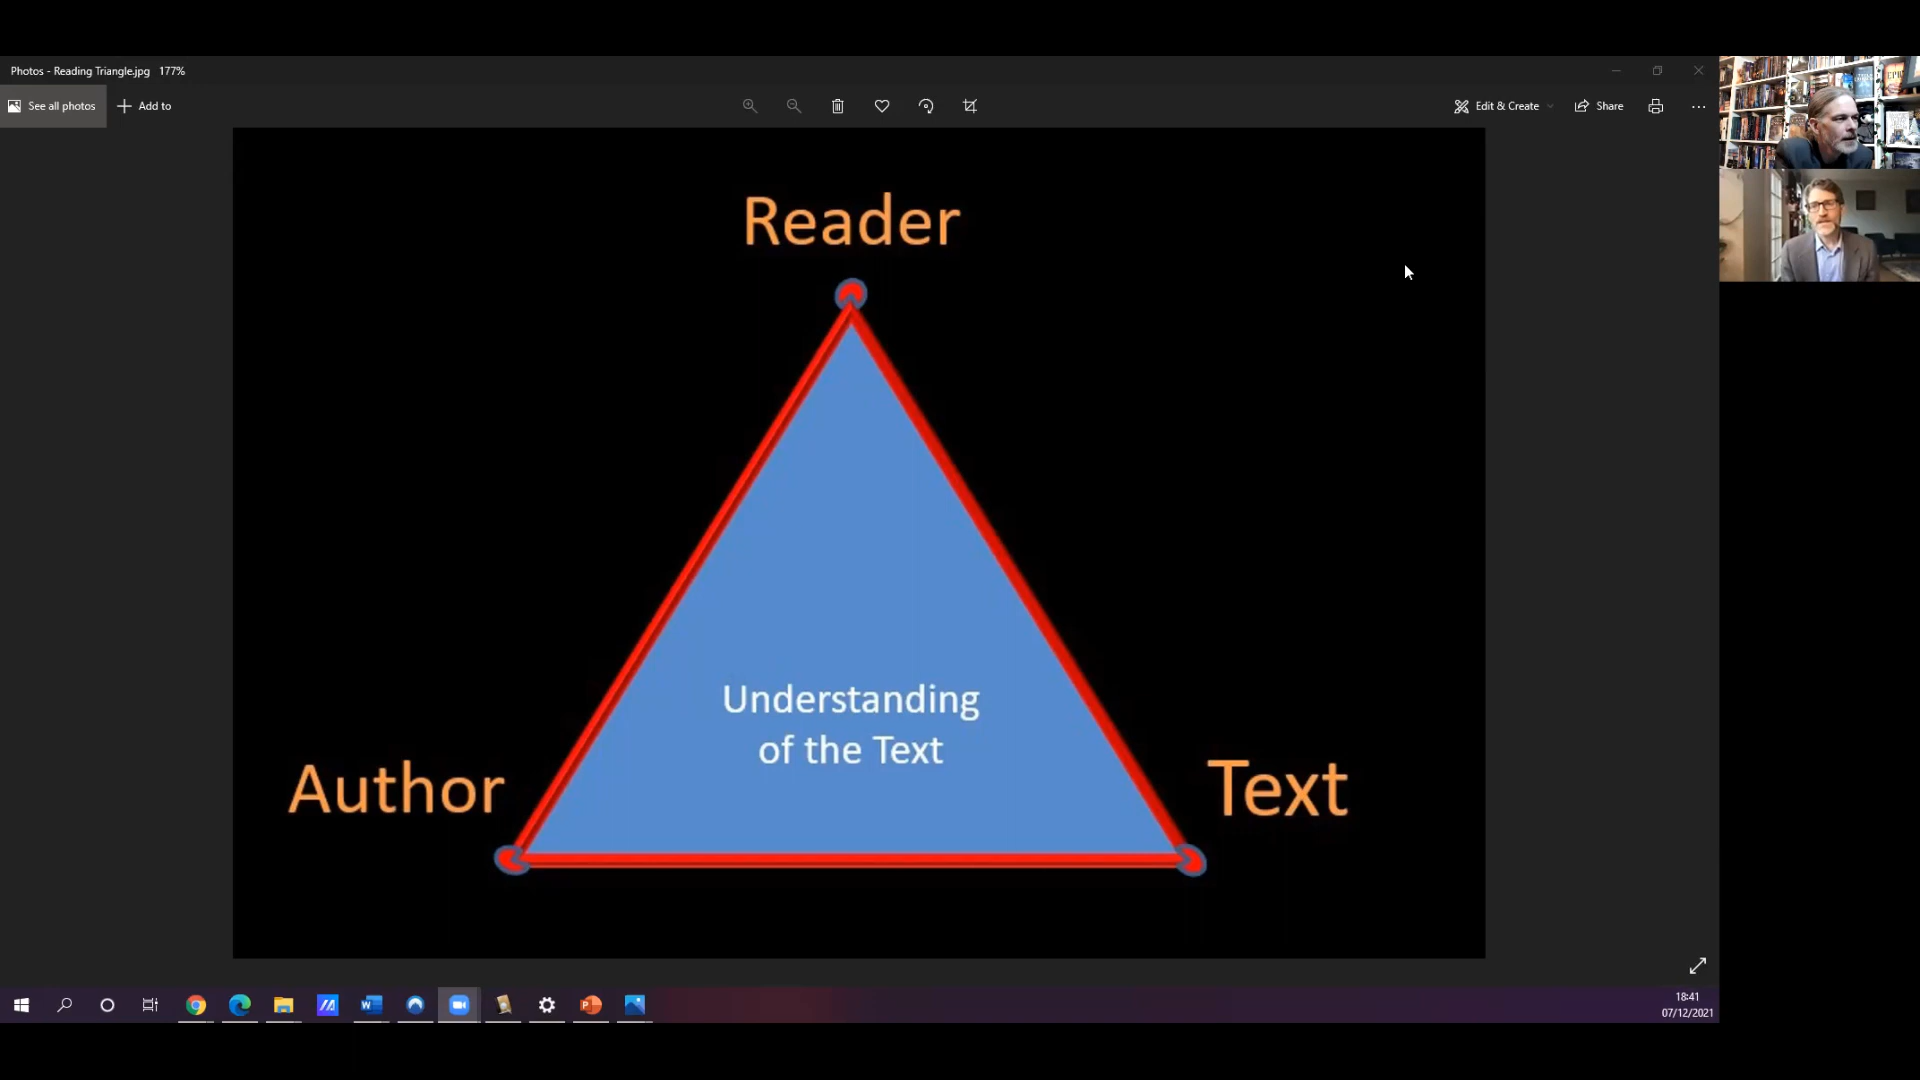 Photos - Reading Triangle.jpg 177%
See all photos
Add to
Edit & Create
Share
Reader
Understanding
of the Text
Author
Text
18:41
07/12/2021